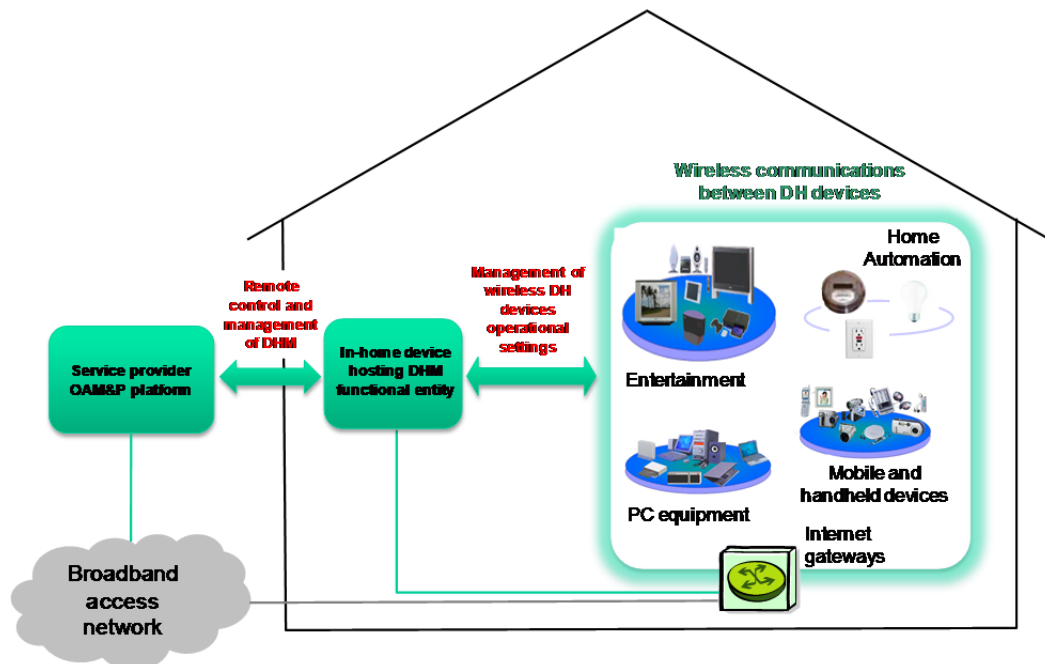 Wireless communications
between DH devices
Home
Automation
Remote
control and
management
of DHM
Management of
wireless DH
devices
operational
settings
Service provider
OAM&P platform
In-home device
hosting DHM
functional entity
Entertainment
PC equipment
Mobile and
handheld devices
Internet
gateways
Broadband
access
network